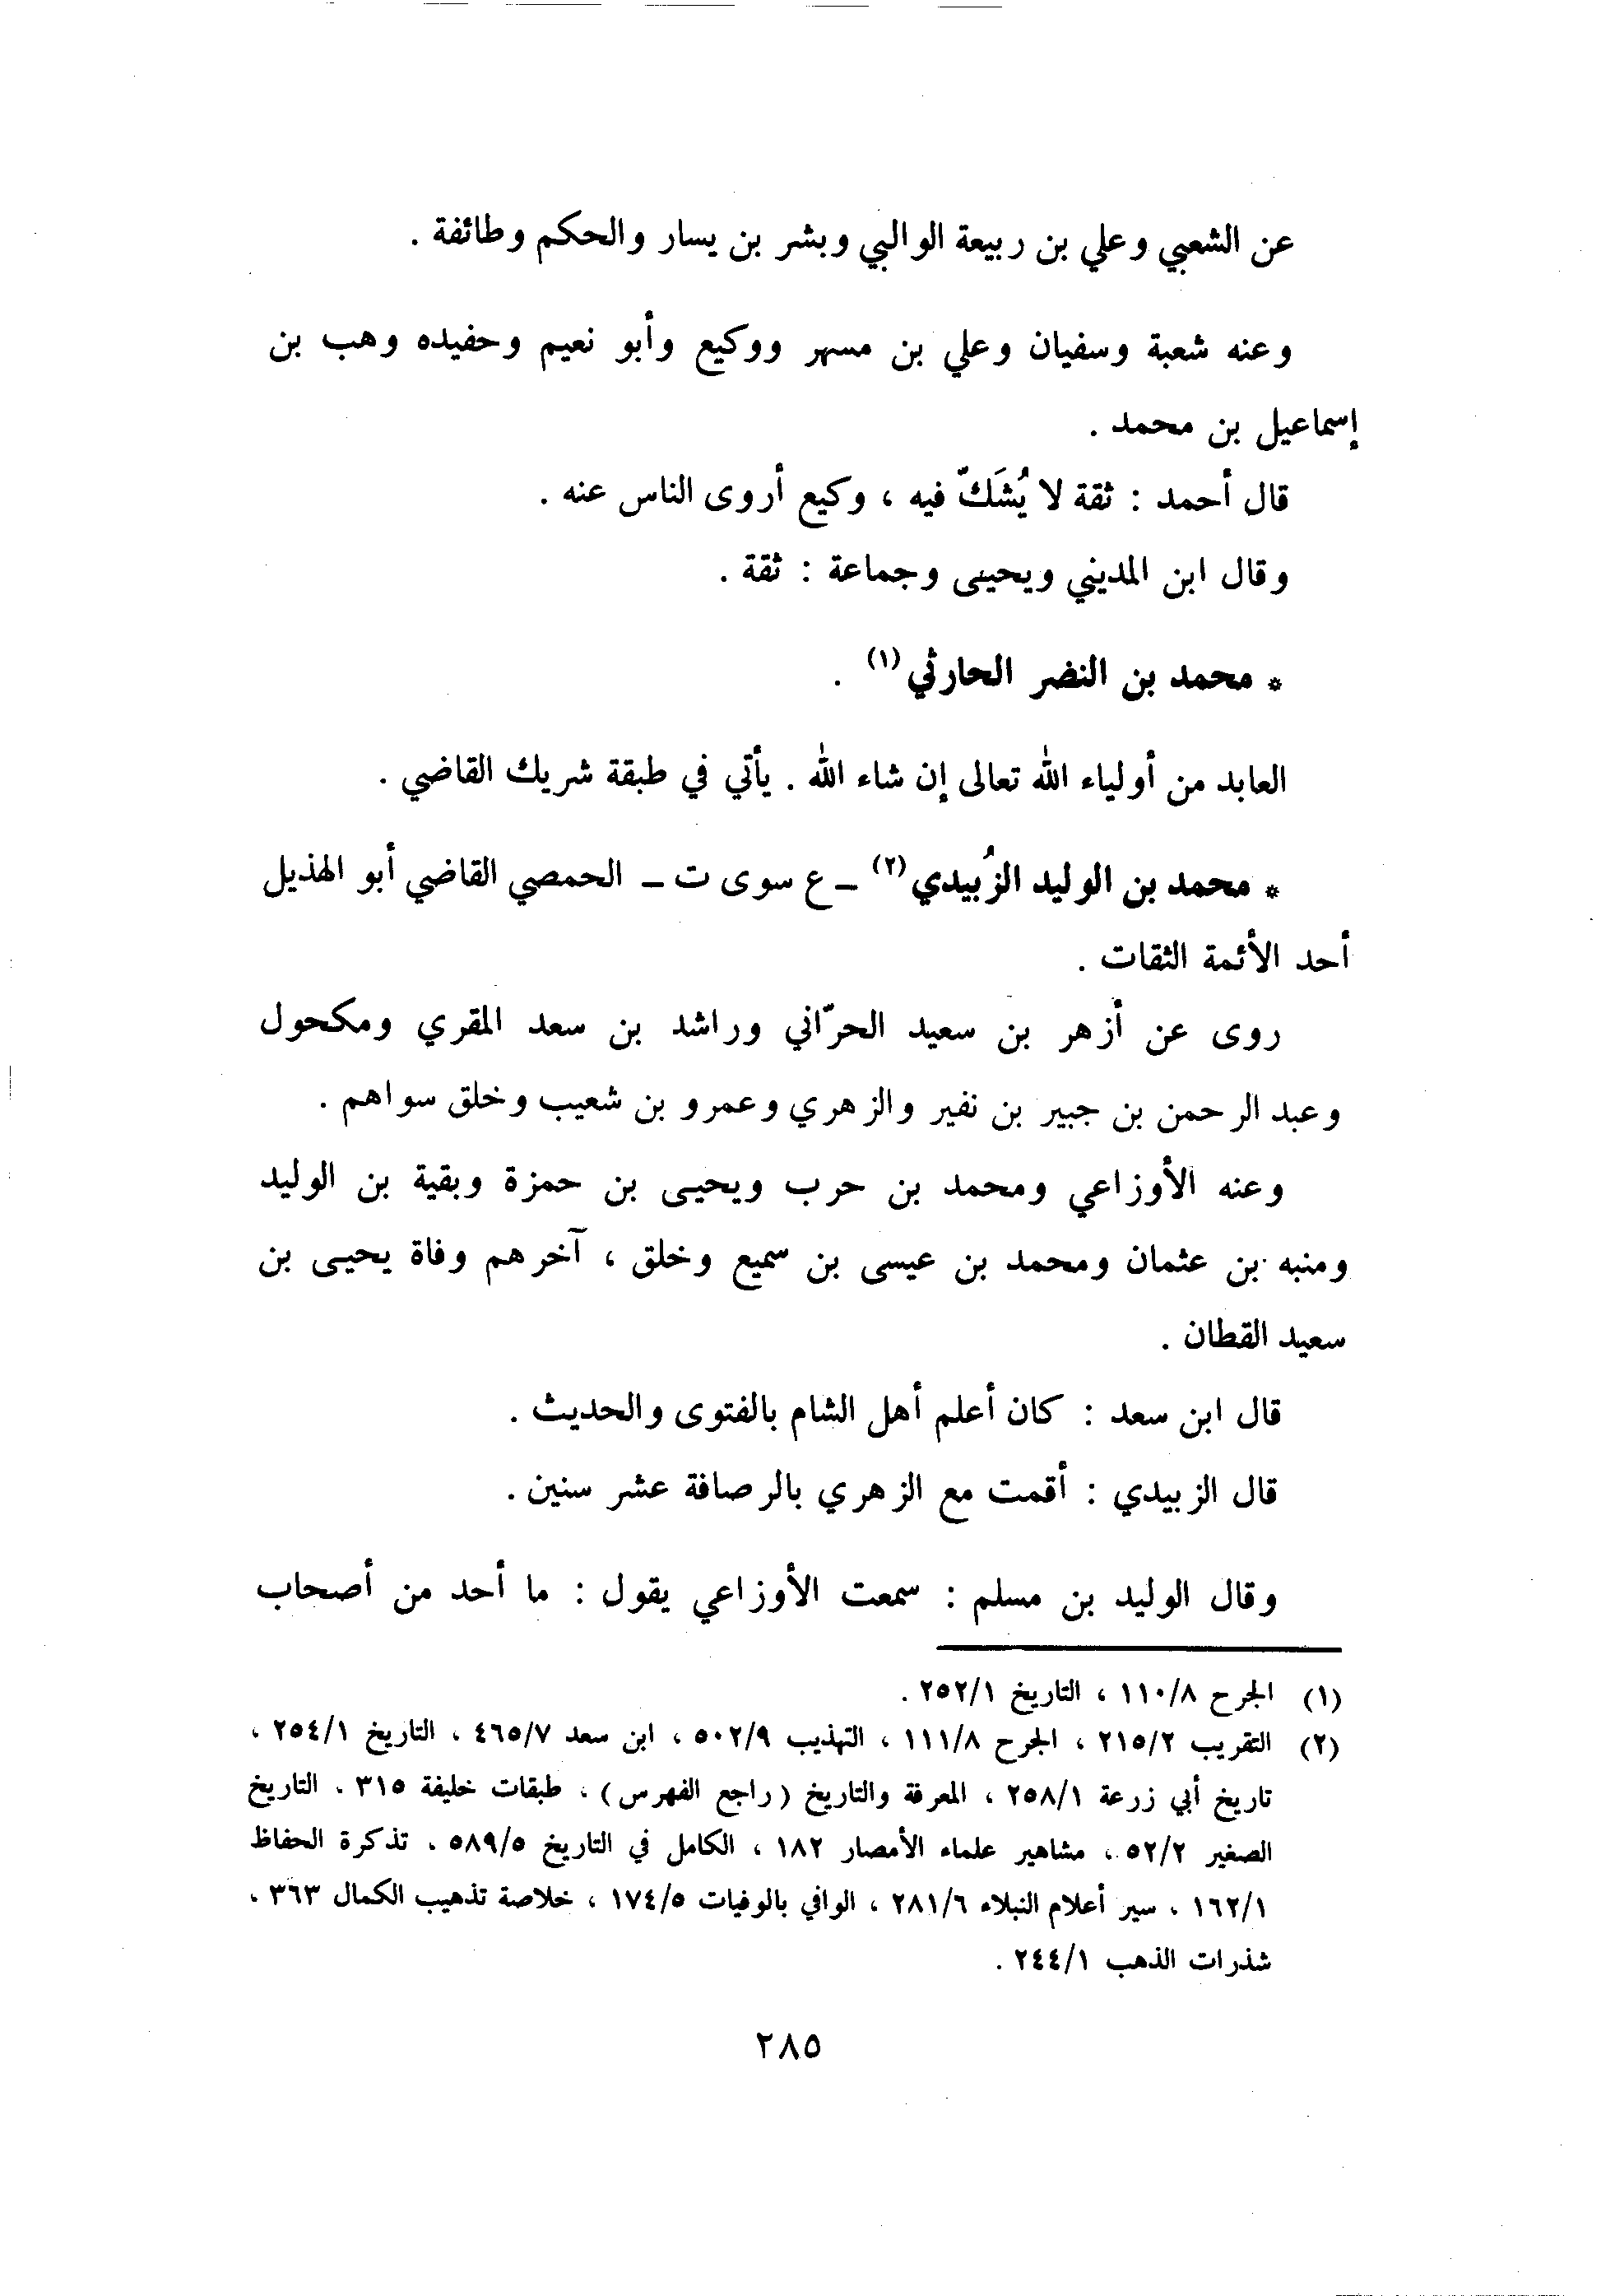 عن الشعبي وعلي بن ربيعة الوالبي وبشر بن يسار والحكم وطائفة .
وعنه شعبة وسفيان وعلي بن مسهر ووكيع وأبو نعيم وحفيده وهب بن
إسماعيل بن محمد .
قال أحمد : ثقة لا يُشَكّ فيه ، وكيع أروى الناس عنه .
وقال ابن المديني ويحيى وجماعة : ثقة .
* محمد بن النضر الحارثي (١) .
العابد من أولياء الله تعالى إن شاء الله . يأتي في طبقة شريك القاضي .
* محمد بن الوليد الزُبيدي (٢) – ع سوى ت – الحمصي القاضي أبو الهذيل
أحد الأئمة الثقات .
روى عن أزهر بن سعيد الحرّاني وراشد بن سعد المقري ومكحول
وعبد الرحمن بن جبير بن نفير والزهري وعمرو بن شعيب وخلق سواهم .
وعنه الأوزاعي ومحمد بن حرب ويحيى بن حمزة وبقية بن الوليد
ومنبه بن عثمان ومحمد بن عيسى بن سميع وخلق ، آخرهم وفاة يحيى بن
سعيد القطان .
قال ابن سعد : كان أعلم أهل الشام بالفتوى والحديث .
قال الزبيدي : أقمت مع الزهري بالرصافة عشر سنين .
وقال الوليد بن مسلم : سمعت الأوزاعي يقول : ما أحد من أصحاب
(١) الجرح ١١٠/٨ ، التاريخ ٢٥٢/١ .
(٢) التقريب ٢١٥/٢ ، الجرح ١١١/٨ ، التهذيب ٥٠٢/٩ ، ابن سعد ٤٦٥/٧ ، التاريخ ٢٥٤/١ ،
تاريخ أبي زرعة ٢٥٨/١ ، المعرفة والتاريخ (راجع الفهرس) ، طبقات خليفة ٣١٥ ، التاريخ
الصغير ٥٢/٢ ، مشاهير علماء الأمصار ١٨٢ ، الكامل في التاريخ ٥٨٩/٥ ، تذكرة الحفاظ
١٦٢/١ ، سير أعلام النبلاء ٢٨١/٦ ، الوافي بالوفيات ١٧٤/٥ ، خلاصة تذهيب الكمال ٣٦٣ ،
شذرات الذهب ٢٤٤/١ .
٢٨٥